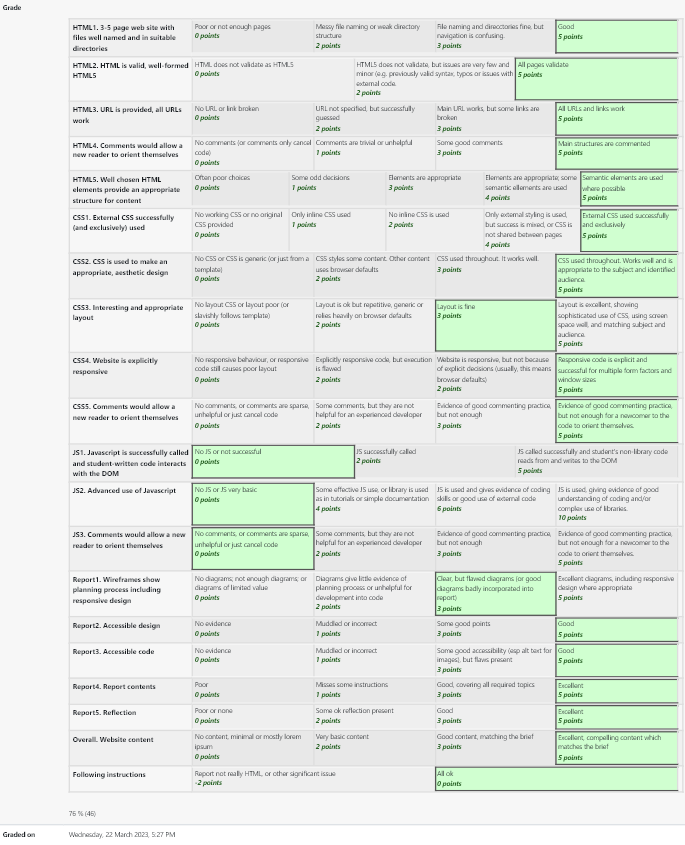 Grade
HTML1. 3-5 page web site with files well named and in suitable directories
Poor or not enough pages
0 points
Messy file naming or weak directory structure
2 points
File naming and direcctories fine, but navigation is confusing.
3 points
Good
5 points
HTML2. HTML is valid, well-formed HTML5
HTML does not validate as HTML5
0 points
HTML5 does not validate, but issues are very few and minor (e.g. previously valid syntax, typos or issues with external code.
2 points
All pages validate
5 points
HTML3. URL is provided, all URLs work
No URL or link broken
0 points
URL not specified, but successfully guessed
2 points
Main URL works, but some links are broken
3 points
All URLs and links work
5 points
HTML4. Comments would allow a new reader to orient themselves
No comments (or comments only cancel code)
0 points
Comments are trivial or unhelpful
1 points
Some good comments
3 points
Main structures are commented
5 points
HTML5. Well chosen HTML elements provide an appropriate structure for content
Often poor choices
0 points
Some odd decisions
1 points
Elements are appropriate
3 points
Elements are appropriate; some semantic ellements are used
4 points
Semantic elements are used where possible
5 points
CSS1. External CSS successfully (and exclusively) used
No working CSS or no original CSS provided
0 points
Only inline CSS used
1 points
No inline CSS is used
2 points
Only external styling is used, but success is mixed, or CSS is not shared between pages
4 points
External CSS used successfully and exclusively
5 points
CSS2. CSS is used to make an appropriate, aesthetic design
No CSS or CSS is generic (or just from a template)
0 points
CSS styles some content. Other content uses browser defaults
2 points
CSS used throughout. It works well.
3 points
CSS used throughout. Works well and is appropriate to the subject and identified audience.
5 points
CSS3. Interesting and appropriate layout
No layout CSS or layout poor (or slavishly follows template)
0 points
Layout is ok but repetitive, generic or relies heavily on browser defaults
2 points
Layout is fine
3 points
Layout is excellent, showing sophisticated use of CSS, using screen space well, and matching subject and audience.
5 points
CSS4. Website is explicitly responsive
No responsive behaviour, or responsive code still causes poor layout
0 points
Explicitly responsive code, but execution is flawed
2 points
Website is responsive, but not because of explicit decisions (usually, this means browser defaults)
2 points
Responsive code is explicit and successful for multiple form factors and window sizes
5 points
CSS5. Comments would allow a new reader to orient themselves
No comments, or comments are sparse, unhelpful or just cancel code
0 points
Some comments, but they are not helpful for an experienced developer
2 points
Evidence of good commenting practice, but not enough
3 points
Evidence of good commenting practice, but not enough for a newcomer to the code to orient themselves.
5 points
JS1. Javascript is successfully called and student-written code interacts with the DOM
No JS or not successful
0 points
JS successfully called
2 points
JS called successfully and student's non-library code reads from and writes to the DOM
5 points
JS2. Advanced use of Javascript
No JS or JS very basic
0 points
Some effective JS use, or library is used as in tutorials or simple documentation
4 points
JS is used and gives evidence of coding skills or good use of external code
6 points
JS is used, giving evidence of good understanding of coding and/or complex use of libraries.
10 points
JS3. Comments would allow a new reader to orient themselves
No comments, or comments are sparse, unhelpful or just cancel code
0 points
Some comments, but they are not helpful for an experienced developer
2 points
Evidence of good commenting practice, but not enough
3 points
Evidence of good commenting practice, but not enough for a newcomer to the code to orient themselves.
5 points
Report1. Wireframes show planning process including responsive design
No diagrams; not enough diagrams; or diagrams of limited value
0 points
Diagrams give little evidence of planning process or unhelpful for development into code
2 points
Clear, but flawed diagrams (or good diagrams badly incorporated into report)
3 points
Excellent diagrams, including responsive design where appropriate
5 points
Report2. Accessible design
No evidence
0 points
Muddled or incorrect
1 points
Some good points
3 points
Good
5 points
Report3. Accessible code
No evidence
0 points
Muddled or incorrect
1 points
Some good accessibility (esp alt text for images), but flaws present
3 points
Good
5 points
Report4. Report contents
Poor
0 points
Misses some instructions
1 points
Good, covering all required topics
3 points
Excellent
5 points
Report5. Reflection
Poor or none
0 points
Some ok reflection present
2 points
Good
3 points
Excellent
5 points
Overall. Website content
No content, minimal or mostly lorem ipsum
0 points
Very basic content
2 points
Good content, matching the brief
3 points
Excellent, compelling content which matches the brief
5 points
Following instructions
Report not really HTML, or other significant issue
-2 points
All ok
0 points
76 % (46)
Graded on
Wednesday, 22 March 2023, 5:27 PM